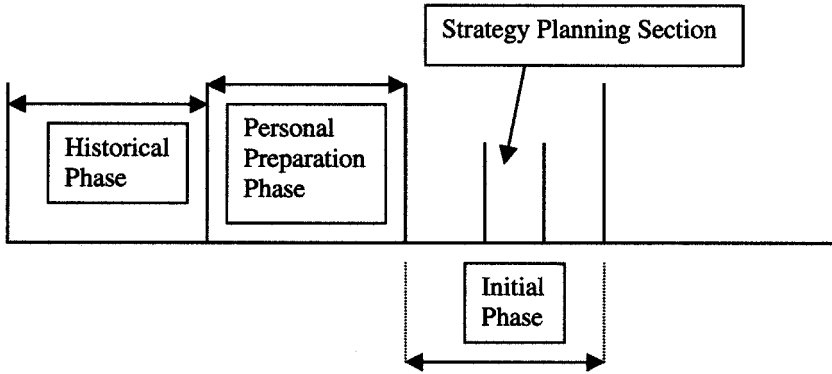 Strategy Planning Section
Historical
Phase
Personal
Preparation
Phase
Initial
Phase